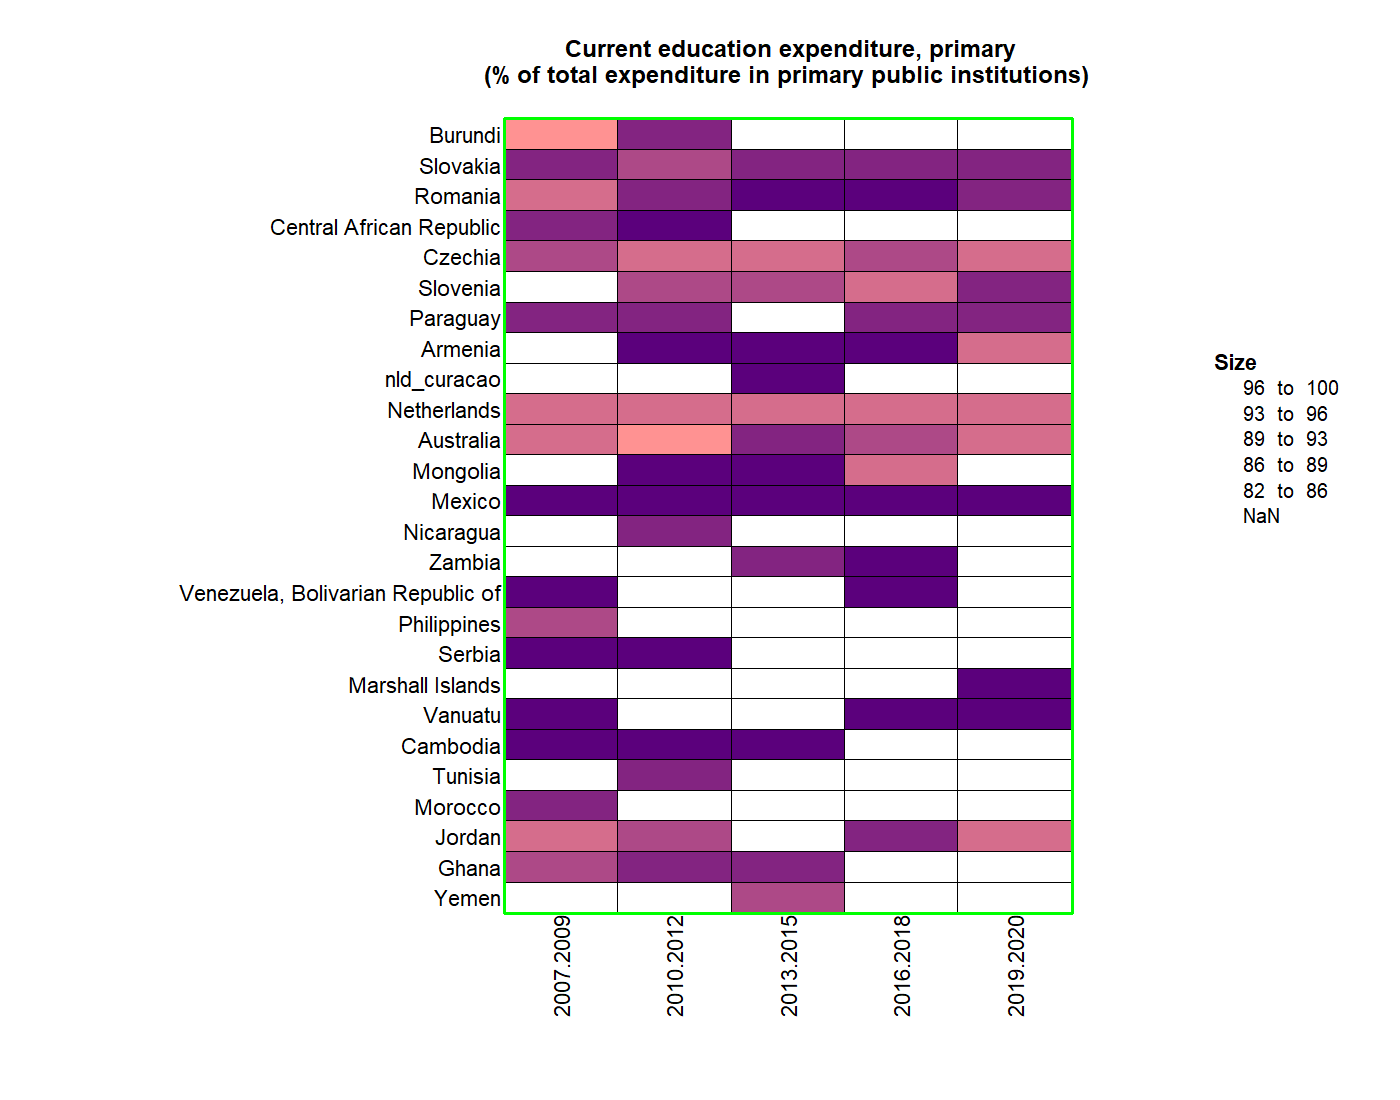 Current education expenditure, primary
(% of total expenditure in primary public institutions)
Burundi
Slovakia
Romania
Central African Republic
Czechia
Slovenia
Paraguay
Armenia
nld_curacao
Netherlands
Australia
Mongolia
Mexico
Nicaragua
Zambia
Venezuela, Bolivarian Republic of
Philippines
Serbia
Marshall Islands
Vanuatu
Cambodia
Tunisia
Morocco
Jordan
Ghana
Yemen
2007.2009
2010.2012
2013.2015
2016.2018
2019.2020
Size
96 to 100
93 to 96
89 to 93
86 to 89
82 to 86
NaN